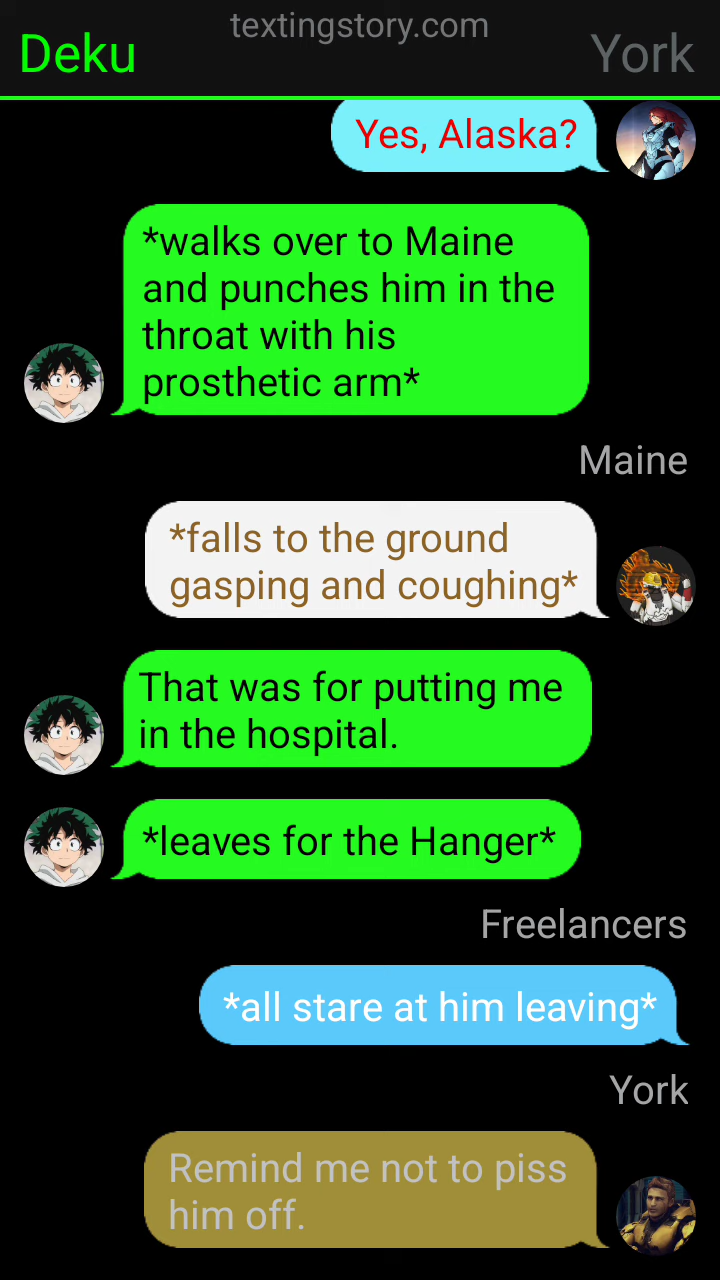 textingstory.com
Deku
York
Yes, Alaska?
*walks over to Maine
and punches him in the
throat with his
prosthetic arm*
Maine
*falls to the ground
gasping and coughing*
That was for putting me
in the hospital.
*leaves for the Hanger*
Freelancers
*all stare at him leaving*
York
Remind me not to piss
him off.